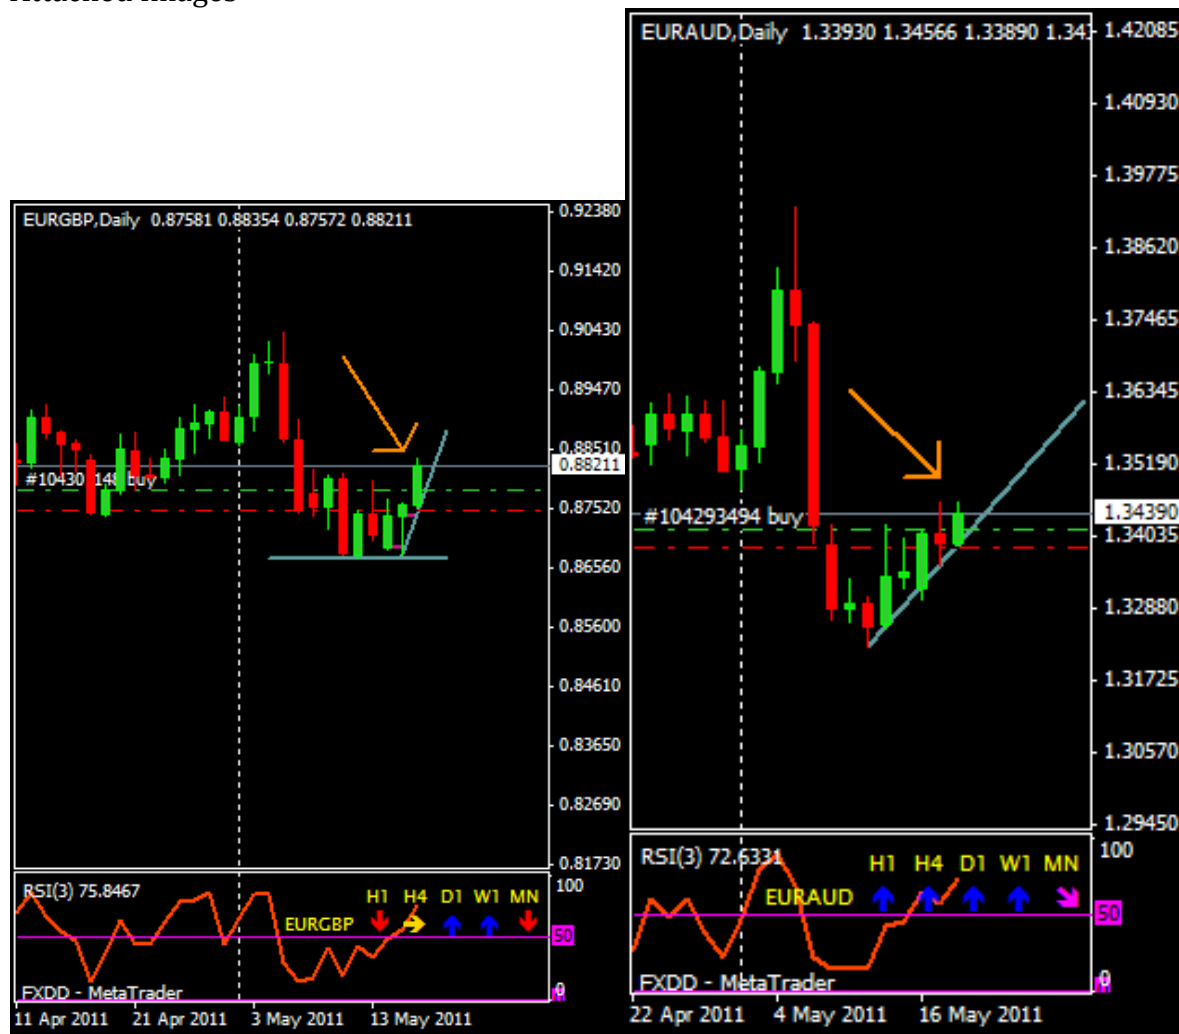 EURGBP,Daily 0.87581 0.88354 0.87572 0.88211
0.92380
0.91420
0.90430
0.89470
0.88510
0.88211
0.87520
0.86560
0.85600
0.84610
0.83650
0.82690
0.81730
buy
RSI(3) 75.8467
H1 H4 D1 W1 MN
EURGBP
100
50
FXDD - MetaTrader
11 Apr 2011 21 Apr 2011 3 May 2011 13 May 2011
EURAUD,Daily 1.33930 1.34566 1.33890
1.42085
1.40930
1.39775
1.38620
1.37465
1.36345
1.35190
1.34390
1.34035
1.32880
1.31725
1.30570
1.29450
#104293494 buy
RSI(3) 72.6331
H1 H4 D1 W1 MN
EURAUD
100
50
FXDD - MetaTrader
22 Apr 2011 4 May 2011 16 May 2011